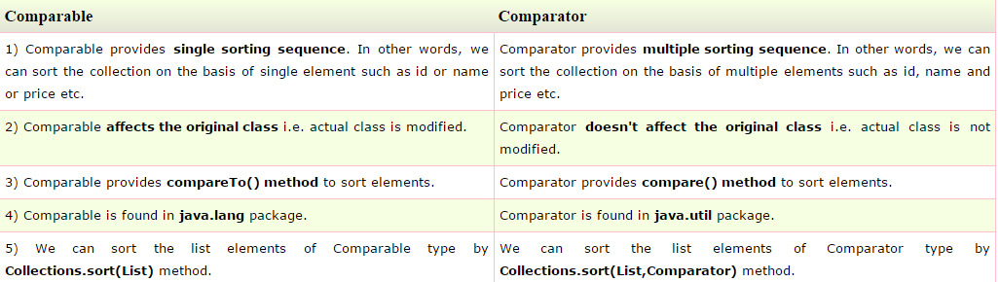 Comparable
Comparator
1) Comparable provides single sorting sequence. In other words, we
can sort the collection on the basis of single element such as id or name
or price etc.
Comparator provides multiple sorting sequence. In other words, we can
sort the collection on the basis of multiple elements such as id, name and
price etc.
2) Comparable affects the original class i.e. actual class is modified.
Comparator doesn't affect the original class i.e. actual class is not
modified.
3) Comparable provides compareTo() method to sort elements.
Comparator provides compare() method to sort elements.
4) Comparable is found in java.lang package.
Comparator is found in java.util package.
5) We can sort the list elements of Comparable type by
Collections.sort(List) method.
We can sort the list elements of Comparator type by
Collections.sort(List,Comparator) method.